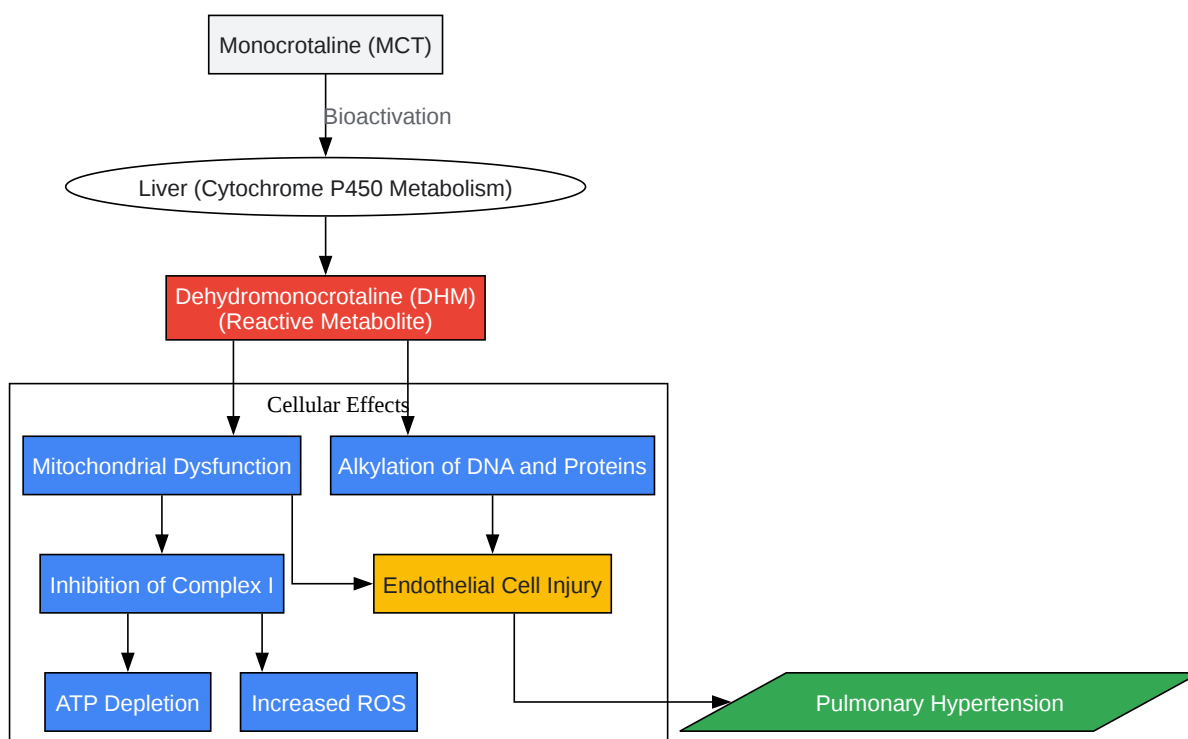 Monocrotaline (MCT)
Bioactivation
Liver (Cytochrome P450 Metabolism)
Dehydromonocrotaline (DHM)
(Reactive Metabolite)
Cellular Effects
Mitochondrial Dysfunction
Alkylation of DNA and Proteins
Inhibition of Complex I
Endothelial Cell Injury
ATP Depletion
Increased ROS
Pulmonary Hypertension